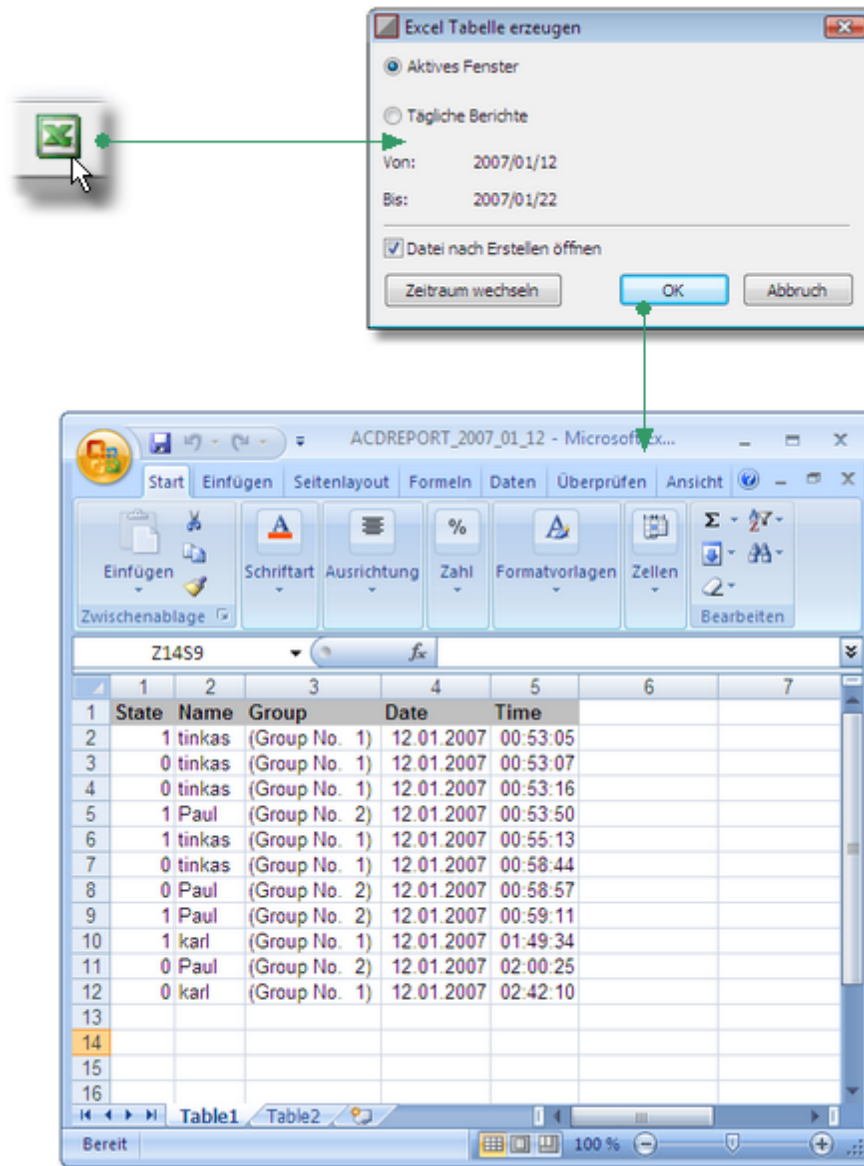 Excel Tabelle erzeugen
Aktives Fenster
Tägliche Berichte
Von: 2007/01/12
Bis: 2007/01/22
Datei nach Erstellen öffnen
Zeitraum wechseln OK Abbruch
ACDREPORT_2007_01_12 - Microsoft Ex...
Start Einfügen Seitenlayout Formeln Daten Überprüfen Ansicht
Einfügen Schriftart Ausrichtung Zahl Formatvorlagen Zellen
Zwischenablage Bearbeiten
Z14S9 fx
1 2 3 4 5 6 7
1 State Name Group Date Time
2 1 tinkas (Group No. 1) 12.01.2007 00:53:05
3 0 tinkas (Group No. 1) 12.01.2007 00:53:07
4 0 tinkas (Group No. 1) 12.01.2007 00:53:16
5 1 Paul (Group No. 2) 12.01.2007 00:53:50
6 1 tinkas (Group No. 1) 12.01.2007 00:55:13
7 0 tinkas (Group No. 1) 12.01.2007 00:58:44
8 0 Paul (Group No. 2) 12.01.2007 00:58:57
9 1 Paul (Group No. 2) 12.01.2007 00:59:11
10 1 karl (Group No. 1) 12.01.2007 01:49:34
11 0 Paul (Group No. 2) 12.01.2007 02:00:25
12 0 karl (Group No. 1) 12.01.2007 02:42:10
13
14
15
16
Table1 Table2
Bereit 100 %